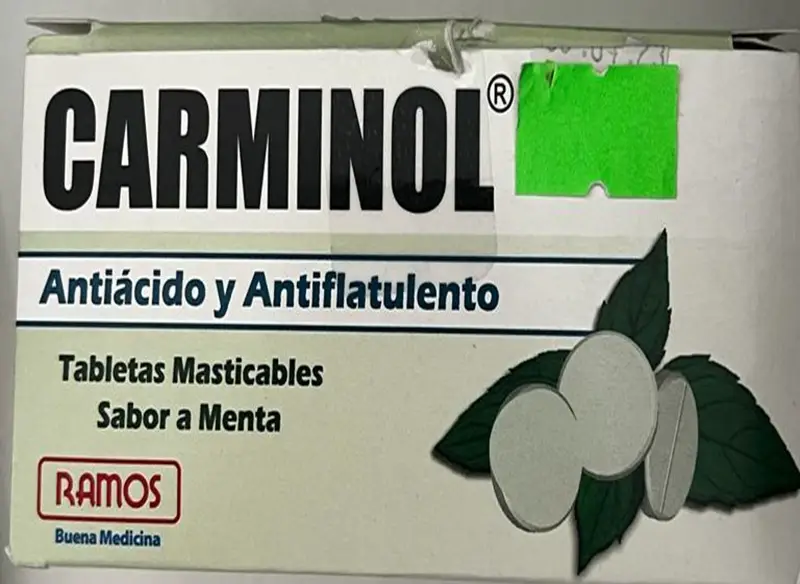 CARMINOL®
Antiácido y Antiflatulento
Tabletas Masticables
Sabor a Menta
RAMOS
Buena Medicina